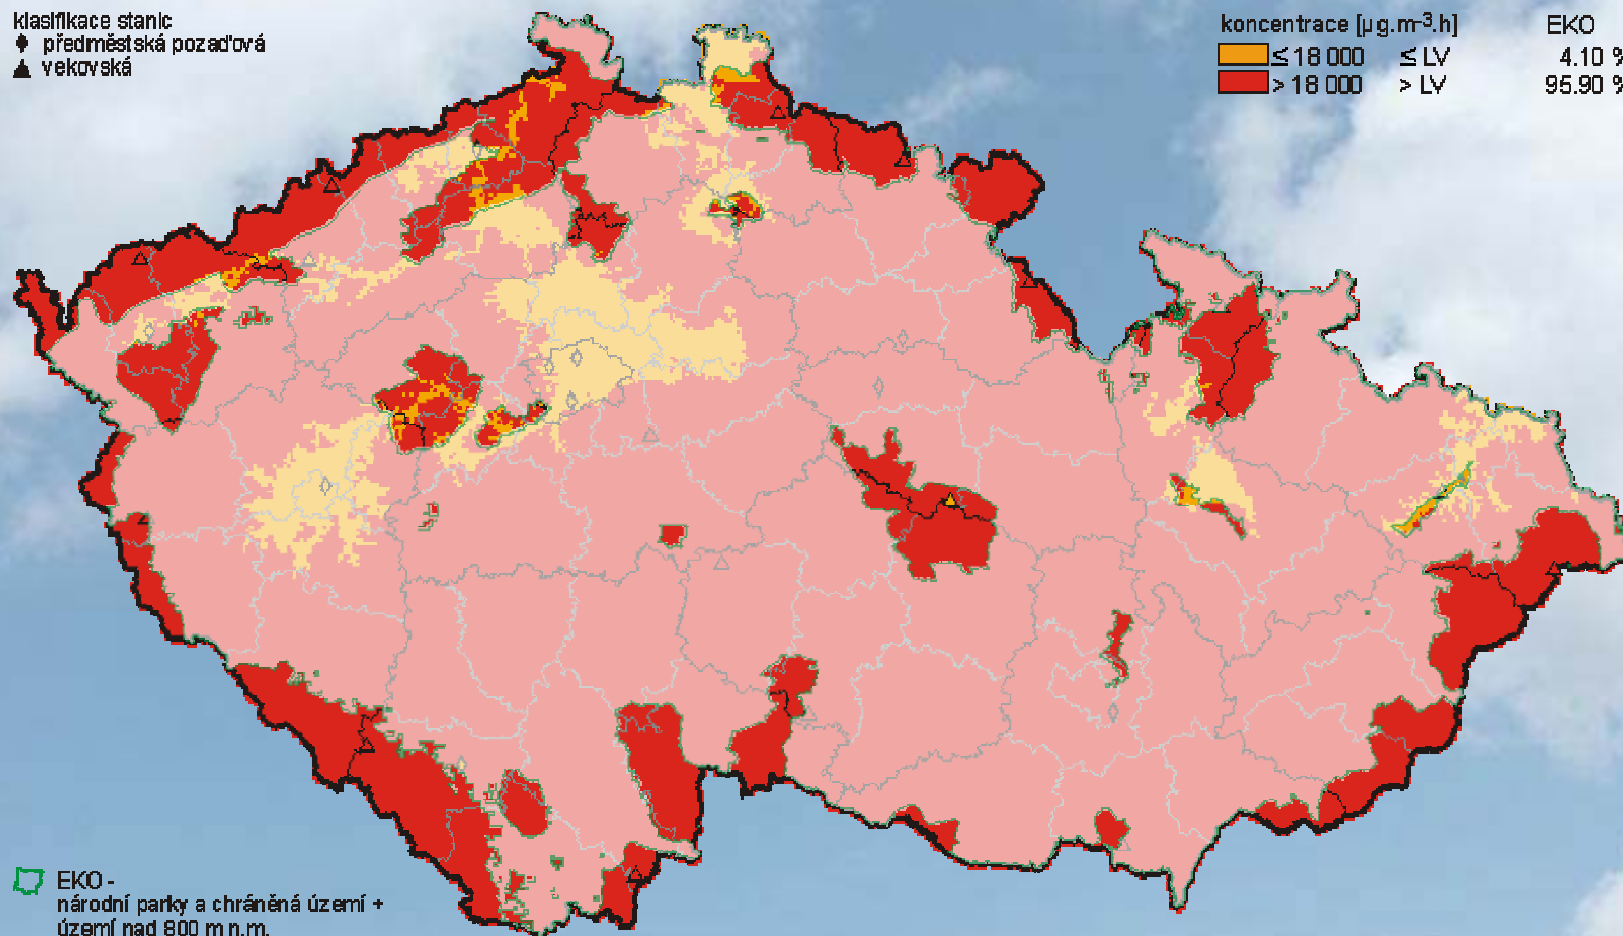 klasifikace stanic
předměstská pozaďová
vekovská
koncentrace [µg.m⁻³.h] EKO
≤ 18 000 ≤ LV 4.10 %
> 18 000 > LV 95.90 %
EKO -
národní parky a chráněná území +
území nad 800 m n.m.